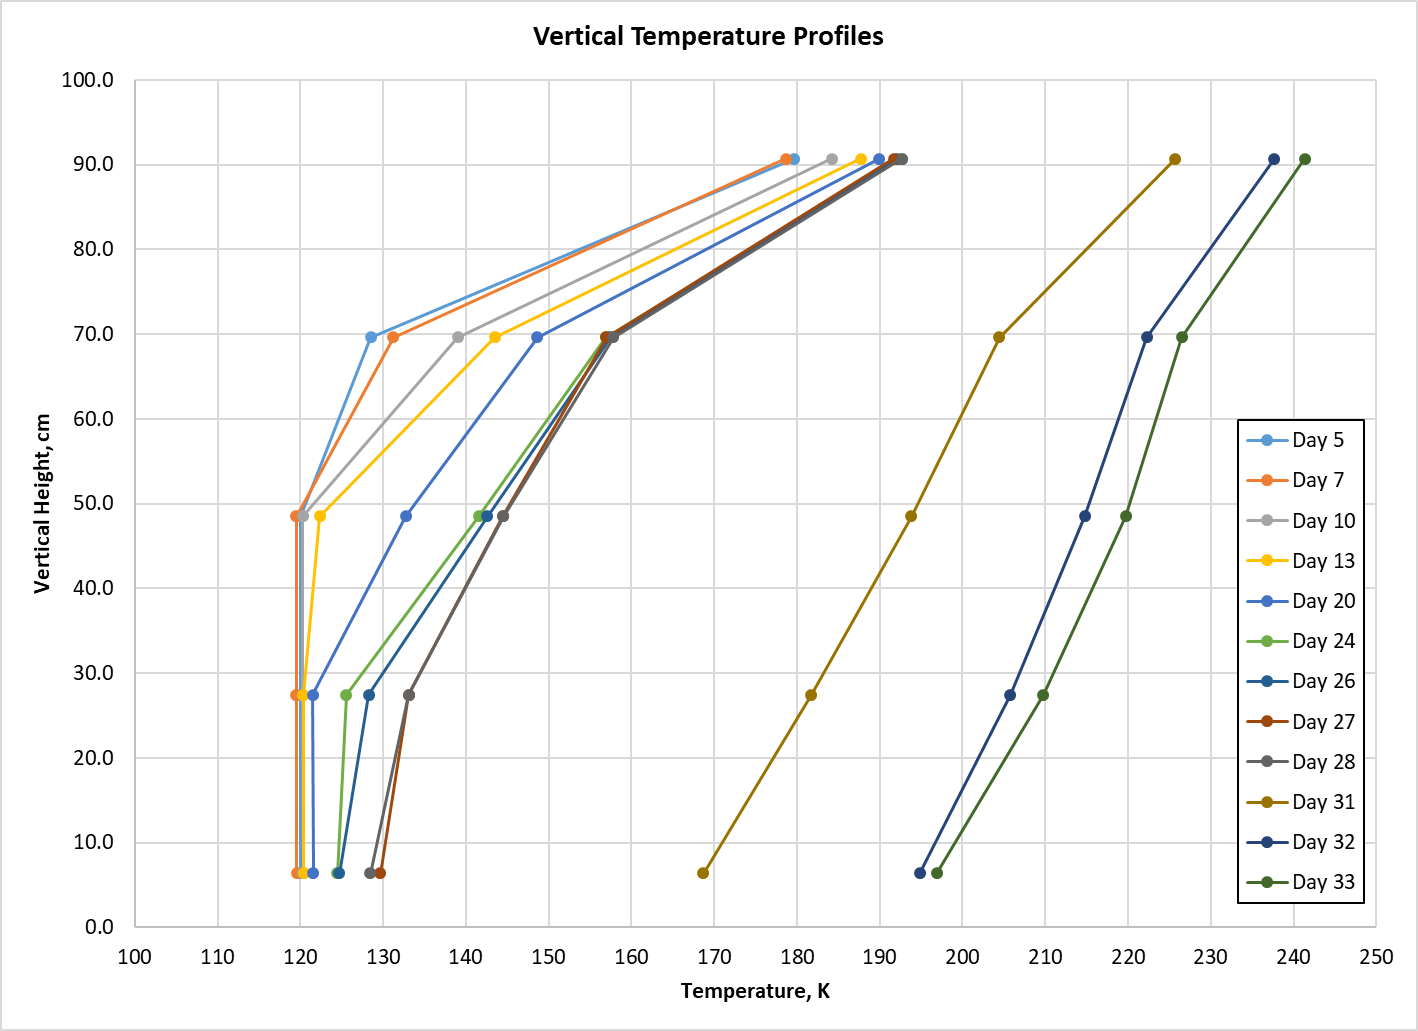 Vertical Temperature Profiles
100.0
90.0
80.0
70.0
60.0
50.0
40.0
30.0
20.0
10.0
0.0
Vertical Height, cm
Day 5
Day 7
Day 10
Day 13
Day 20
Day 24
Day 26
Day 27
Day 28
Day 31
Day 32
Day 33
100 110 120 130 140 150 160 170 180 190 200 210 220 230 240 250
Temperature, K